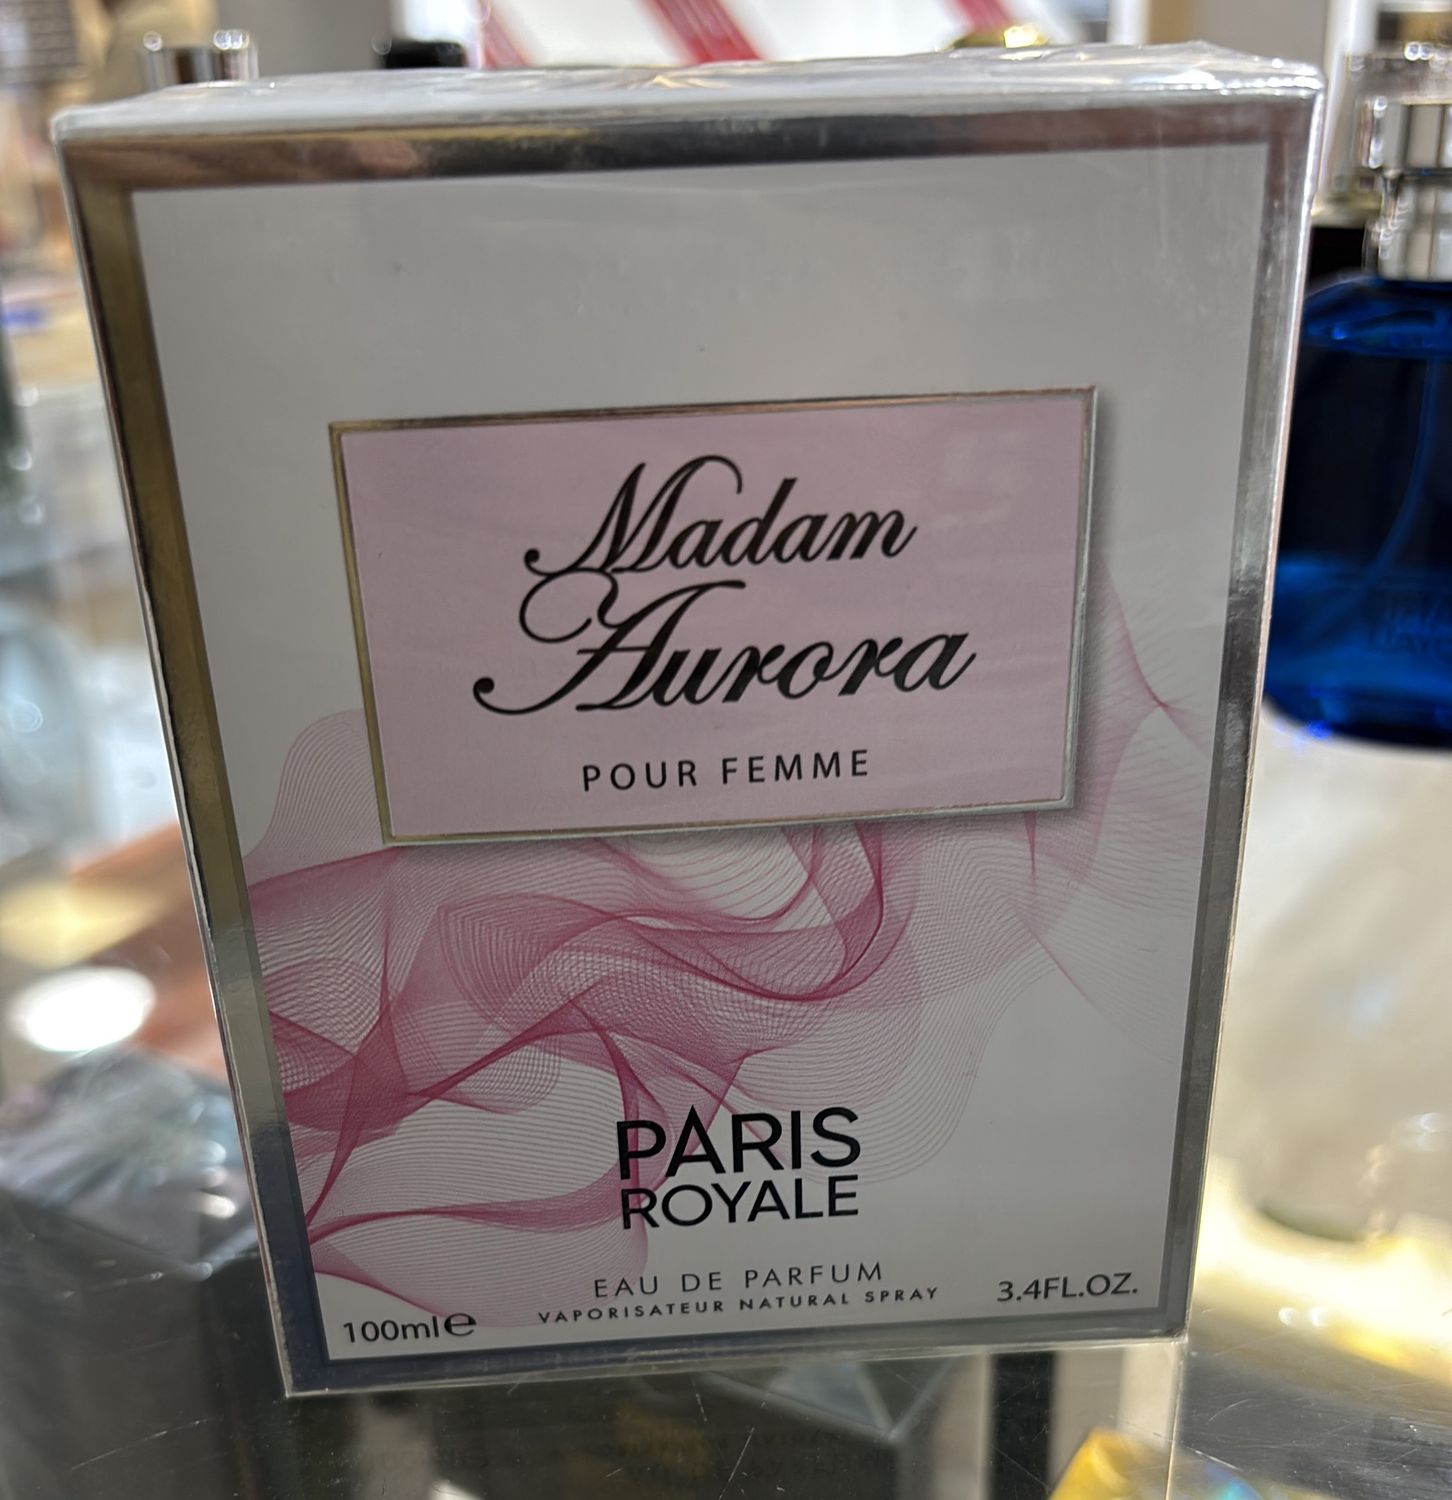 Madam
Aurora
POUR FEMME
PARIS
ROYALE
EAU DE PARFUM
VAPORISATEUR NATURAL SPRAY
100ml℮
3.4FL.OZ.